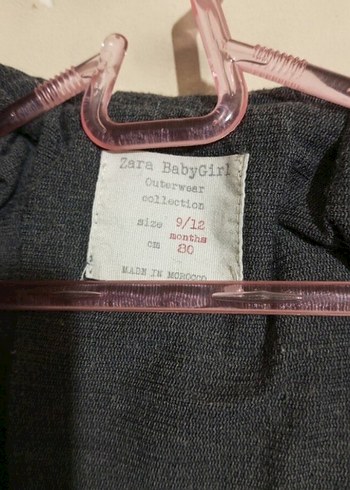 Zara BabyGirl
Outerwear
collection
size 9/12
months
cm 80
MADE IN MOROCCO